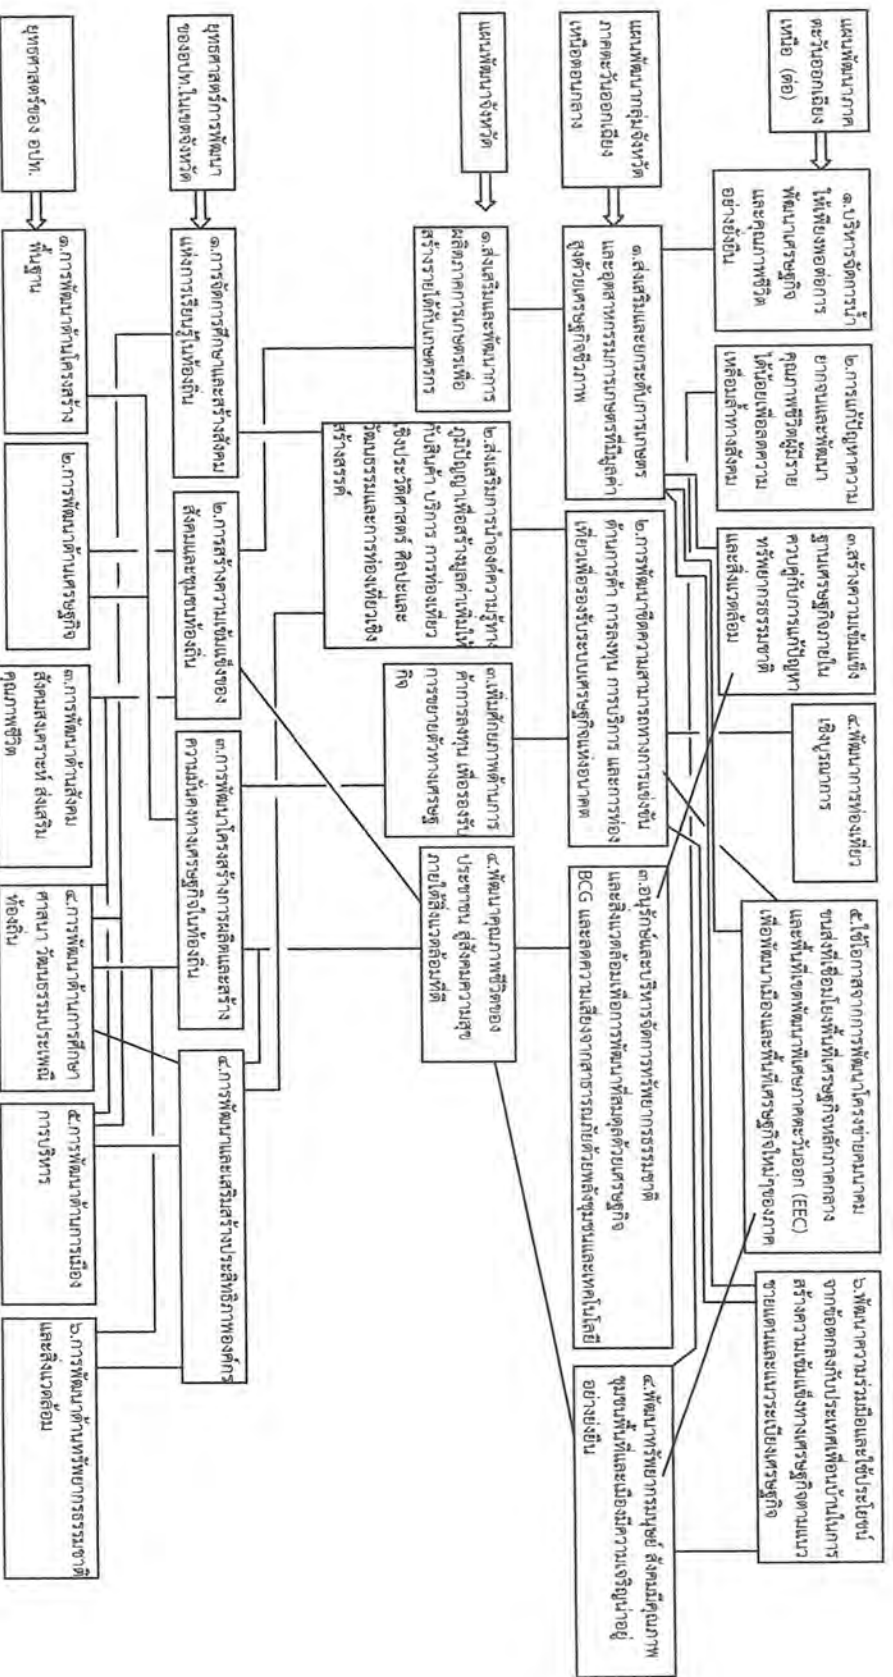 แผนพัฒนาภาค
ตะวันออกเฉียง
เหนือ (ต่อ)
๑.บริหารจัดการน้ำ
ให้เพียงพอต่อการ
พัฒนาเศรษฐกิจ
และคุณภาพชีวิต
อย่างยั่งยืน
๒.การแก้ปัญหาความ
ยากจนและพัฒนา
คุณภาพชีวิตผู้มีราย
ได้น้อยเพื่อลดความ
เหลื่อมล้ำทางสังคม
๓.สร้างความเข้มแข็ง
ฐานเศรษฐกิจภายใน
ควบคู่กับการแก้ปัญหา
ทรัพยากรธรรมชาติ
และสิ่งแวดล้อม
๔.พัฒนาการท่องเที่ยว
เชิงบูรณาการ
๕.ใช้โอกาสจากการพัฒนาโครงข่ายคมนาคม
ขนส่งที่เชื่อมโยงพื้นที่เศรษฐกิจหลักภาคกลาง
และพื้นที่เขตพัฒนาพิเศษภาคตะวันออก (EEC)
เพื่อพัฒนาเมืองและพื้นที่เศรษฐกิจใหม่ๆของภาค
๖.พัฒนาความร่วมมือและใช้ประโยชน์
จากข้อตกลงกับประเทศเพื่อนบ้านในการ
สร้างความเข้มแข็งทางเศรษฐกิจตามแนว
ชายแดนและแนวระเบียงเศรษฐกิจ
แผนพัฒนากลุ่มจังหวัด
ภาคตะวันออกเฉียง
เหนือตอนกลาง
๑.ส่งเสริมและยกระดับการเกษตร
และอุตสาหกรรมการเกษตรที่มีมูลค่า
สูงด้วยเศรษฐกิจชีวภาพ
๒.การพัฒนาขีดความสามารถทางการแข่งขัน
ด้านการค้า การลงทุน การบริการ และการท่อง
เที่ยวเพื่อรองรับระบบเศรษฐกิจแห่งอนาคต
๓.อนุรักษ์และบริหารจัดการทรัพยากรธรรมชาติ
และสิ่งแวดล้อมเพื่อการพัฒนาที่สมดุลด้วยเศรษฐกิจ
BCG และลดความเสี่ยงจากสาธารณภัยด้วยพลังชุมชนและเทคโนโลยี
๔.พัฒนาทรัพยากรมนุษย์ สังคมมีคุณภาพ
ชุมชนพื้นที่และเมืองมีความเจริญน่าอยู่
อย่างยั่งยืน
แผนพัฒนาจังหวัด
๑.ส่งเสริมและพัฒนาการ
ผลิตภาคการเกษตรเพื่อ
สร้างรายได้กับเกษตรกร
๒.ส่งเสริมการนำองค์ความรู้ทาง
ภูมิปัญญาเพื่อสร้างมูลค่าเพิ่มให้
กับสินค้า บริการ การท่องเที่ยว
เชิงประวัติศาสตร์ ศิลปะและ
วัฒนธรรมและการท่องเที่ยวเชิง
สร้างสรรค์
๓.เพิ่มศักยภาพด้านการ
ค้าการลงทุน เพื่อรองรับ
การขยายตัวทางเศรษฐ
กิจ
๔.พัฒนาคุณภาพชีวิตของ
ประชาชน สู่สังคมความสุข
ภายใต้สิ่งแวดล้อมที่ดี
ยุทธศาสตร์การพัฒนา
ของอปท.ในเขตจังหวัด
๑.การจัดการศึกษาและสร้างสังคม
แห่งการเรียนรู้ในท้องถิ่น
๒.การสร้างความเข้มแข็งของ
สังคมและชุมชนท้องถิ่น
๓.การพัฒนาโครงสร้างการผลิตและสร้าง
ความมั่นคงทางเศรษฐกิจในท้องถิ่น
๔.การพัฒนาและเสริมสร้างประสิทธิภาพองค์กร
ยุทธศาสตร์ของ อปท.
๑.การพัฒนาด้านโครงสร้าง
พื้นฐาน
๒.การพัฒนาด้านเศรษฐกิจ
๓.การพัฒนาด้านสังคม
สังคมสงเคราะห์ ส่งเสริม
คุณภาพชีวิต
๔.การพัฒนาด้านการศึกษา
ศาสนา วัฒนธรรมประเพณี
ท้องถิ่น
๕.การพัฒนาด้านการเมือง
การบริหาร
๖.การพัฒนาด้านทรัพยากรธรรมชาติ
และสิ่งแวดล้อม